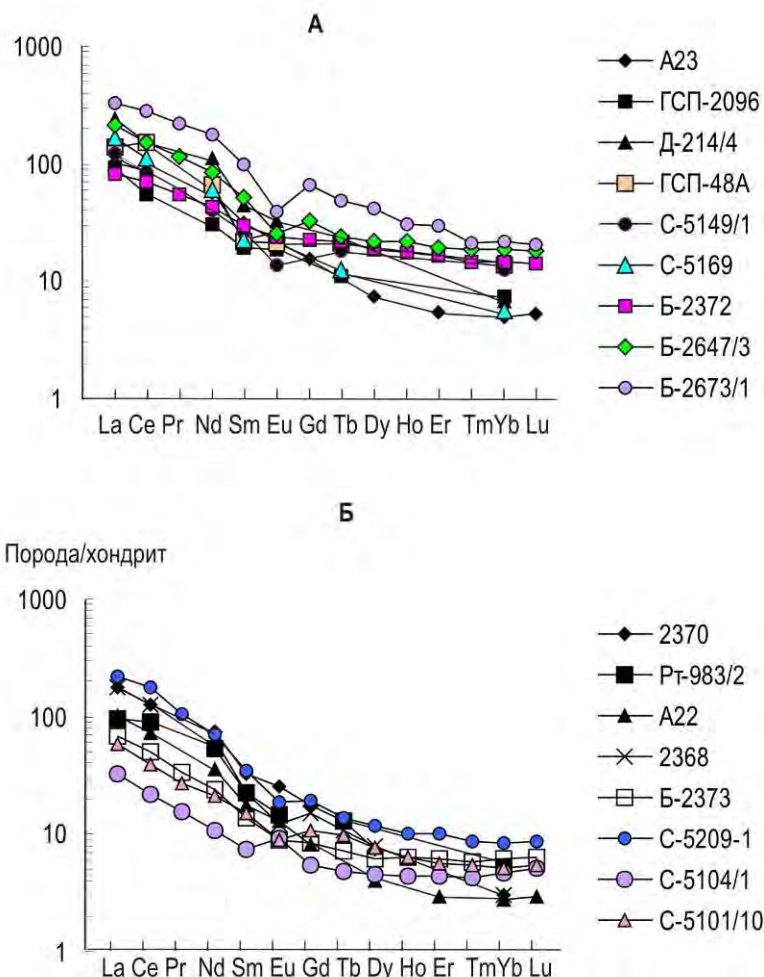 А
1000
100
10
1
La Ce Pr Nd Sm Eu Gd Tb Dy Ho Er TmYb Lu
А23
ГСП-2096
Д-214/4
ГСП-48А
С-5149/1
С-5169
Б-2372
Б-2647/3
Б-2673/1
Б
Порода/хондрит
1000
100
10
1
La Ce Pr Nd Sm Eu Gd Tb Dy Ho Er TmYb Lu
2370
Рт-983/2
А22
2368
Б-2373
С-5209-1
С-5104/1
С-5101/10